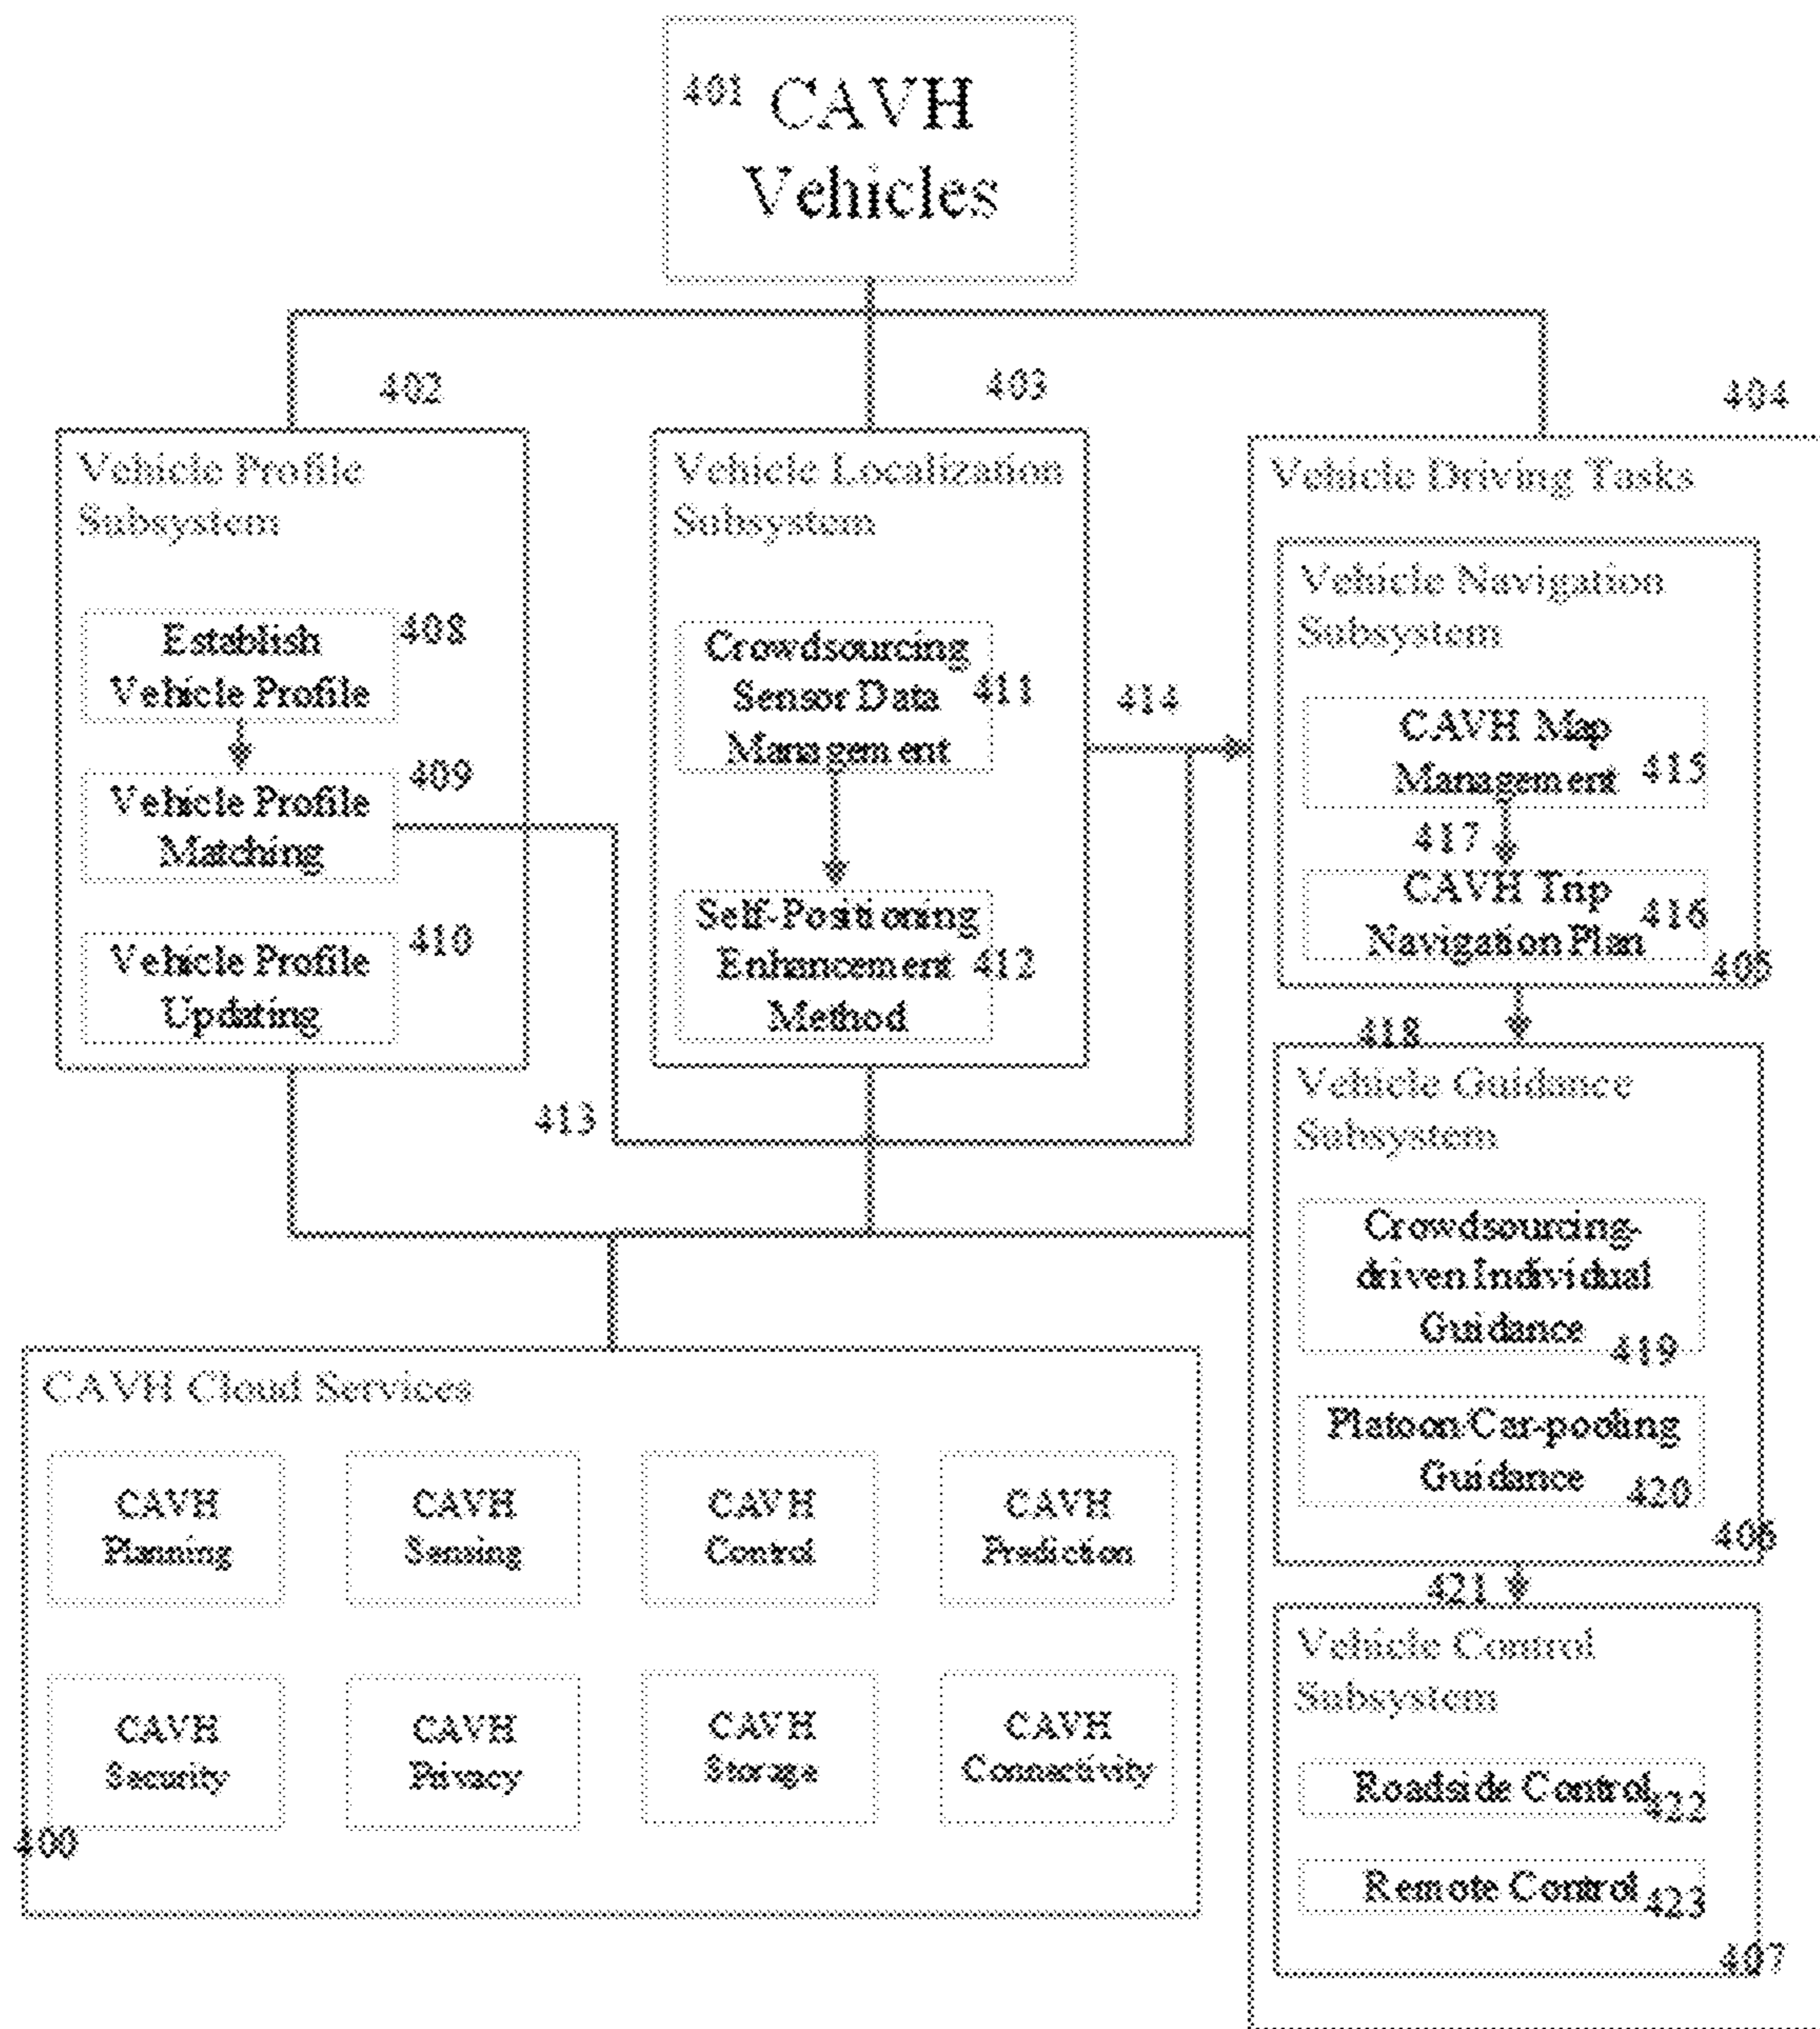 401 CAVH
Vehicles
402
403
404
Vehicle Profile
Subsystem
Establish
Vehicle Profile
408
Vehicle Profile
Matching
409
Vehicle Profile
Updating
410
413
Vehicle Localization
Subsystem
Crowdsourcing
Sensor Data
Management
411
Self-Positioning
Enhancement
Method
412
414
Vehicle Driving Tasks
Vehicle Navigation
Subsystem
CAVH Map
Management
415
417
CAVH Trip
Navigation Plan
416
405
418
Vehicle Guidance
Subsystem
Crowdsourcing-
driven Individual
Guidance
419
Platoon/Car-pooling
Guidance
420
406
421
Vehicle Control
Subsystem
Roadside Control
422
Remote Control
423
407
CAVH Cloud Services
CAVH
Planning
CAVH
Sensing
CAVH
Control
CAVH
Prediction
CAVH
Security
CAVH
Privacy
CAVH
Storage
CAVH
Connectivity
400